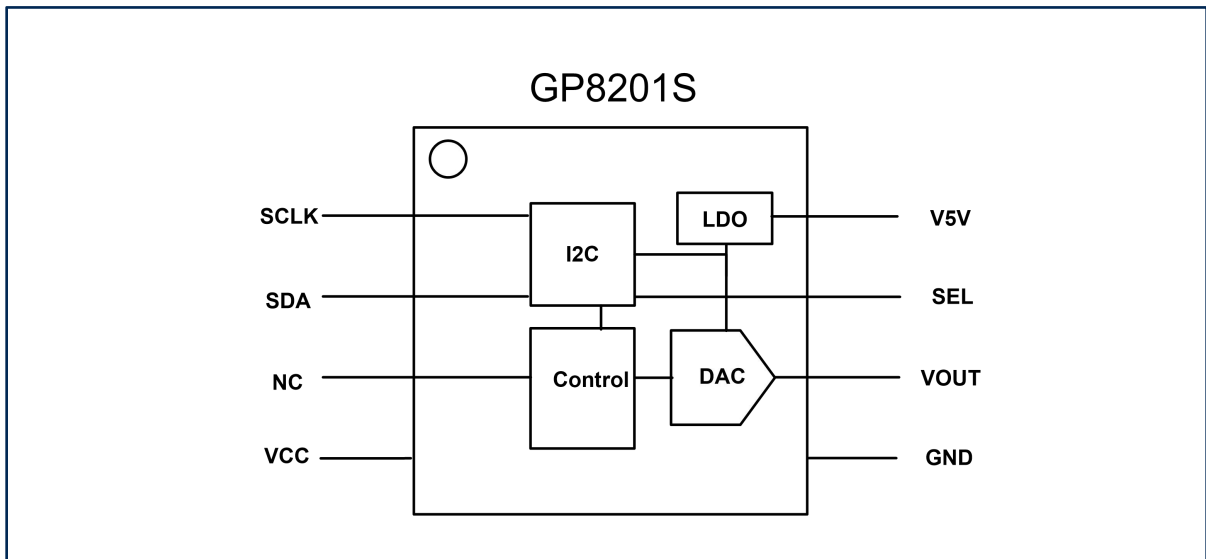 GP8201S
SCLK
LDO
V5V
I2C
SDA
SEL
NC
Control
DAC
VOUT
VCC
GND